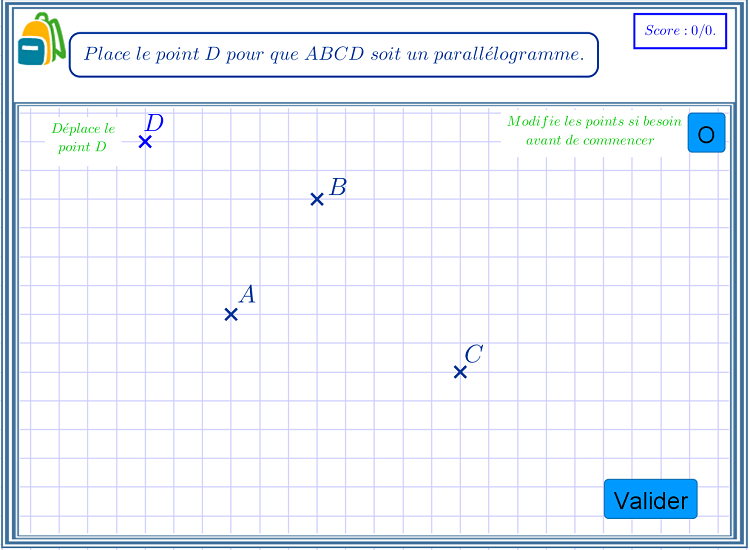 Place le point D pour que ABCD soit un parallélogramme.
Score : 0/0.
Déplace le
point D
D
Modifie les points si besoin
avant de commencer
O
B
A
C
Valider